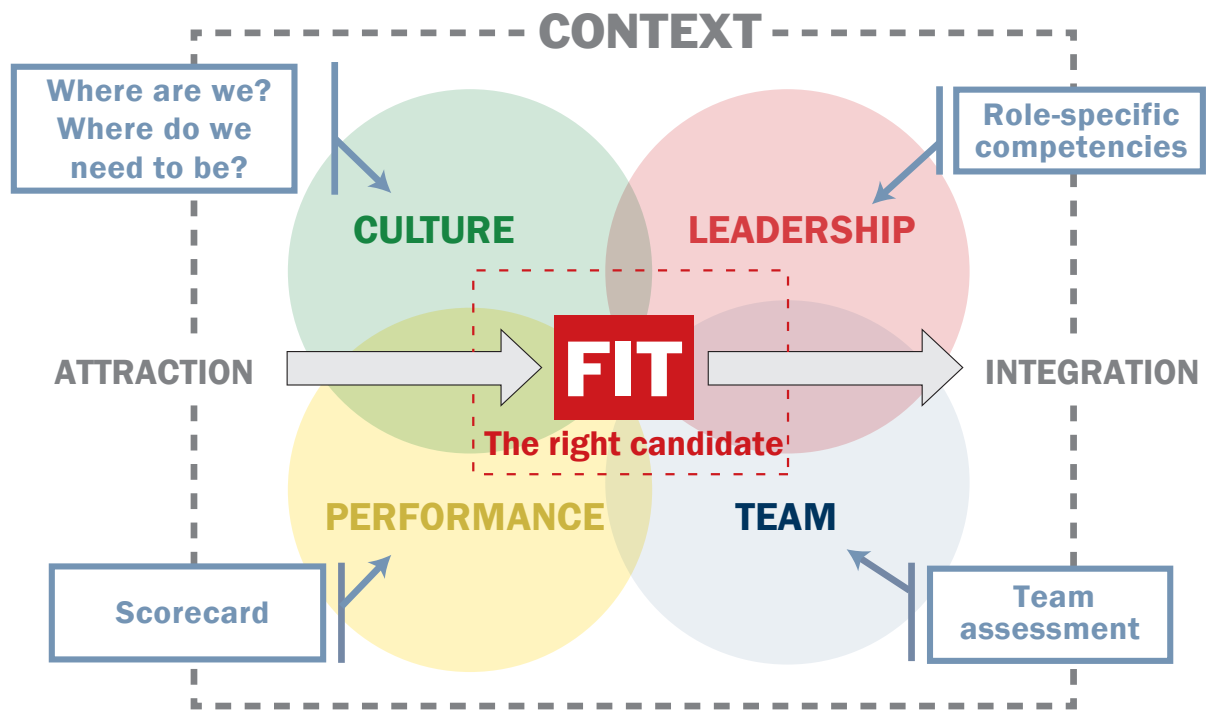 CONTEXT
Where are we?
Where do we
need to be?
Role-specific
competencies
CULTURE
LEADERSHIP
ATTRACTION
FIT
INTEGRATION
The right candidate
PERFORMANCE
TEAM
Scorecard
Team
assessment